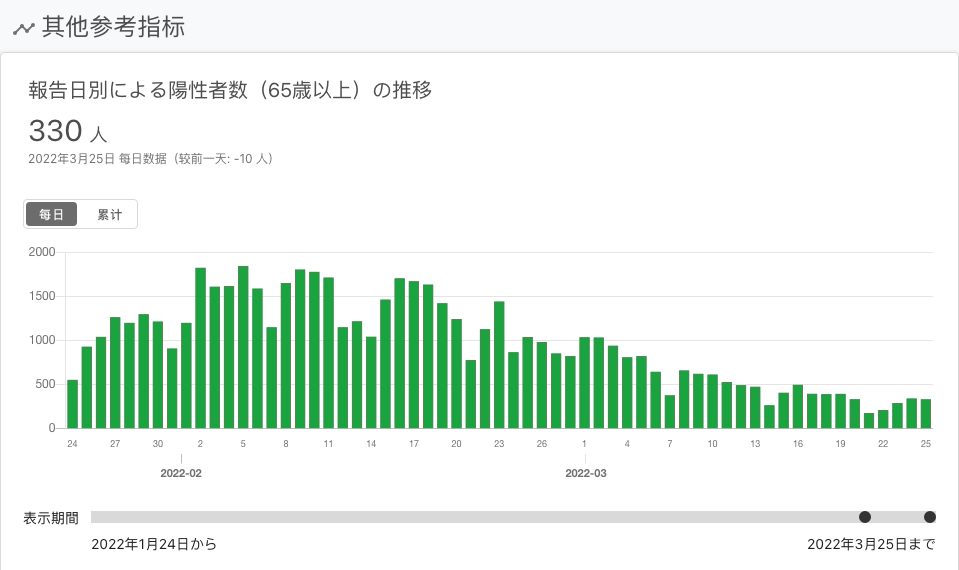 其他参考指标
報告日別による陽性者数（65歳以上）の推移
330 人
2022年3月25日 每日数据（较前一天: -10 人）
每日 累计
2000
1500
1000
500
0
24 27 30 2 5 8 11 14 17 20 23 26 1 4 7 10 13 16 19 22 25
2022-02 2022-03
表示期間
2022年1月24日から 2022年3月25日まで